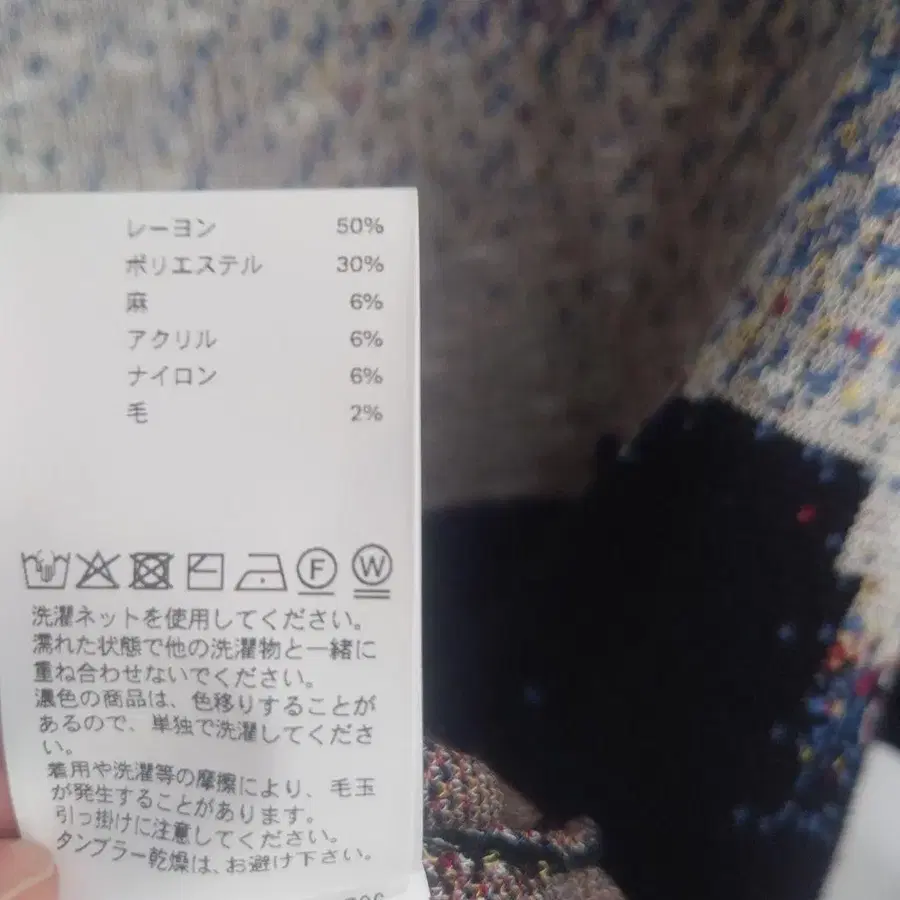 レーヨン 50%
ポリエステル 30%
麻 6%
アクリル 6%
ナイロン 6%
毛 2%
F W
洗濯ネットを使用してください。
濡れた状態で他の洗濯物と一緒に
重ね合わせないでください。
濃色の商品は、色移りすることが
あるので、単独で洗濯してくださ
い。
着用や洗濯等の摩擦により、毛玉
が発生することがあります。
引っ掛けに注意してください。
タンブラー乾燥は、お避け下さい。